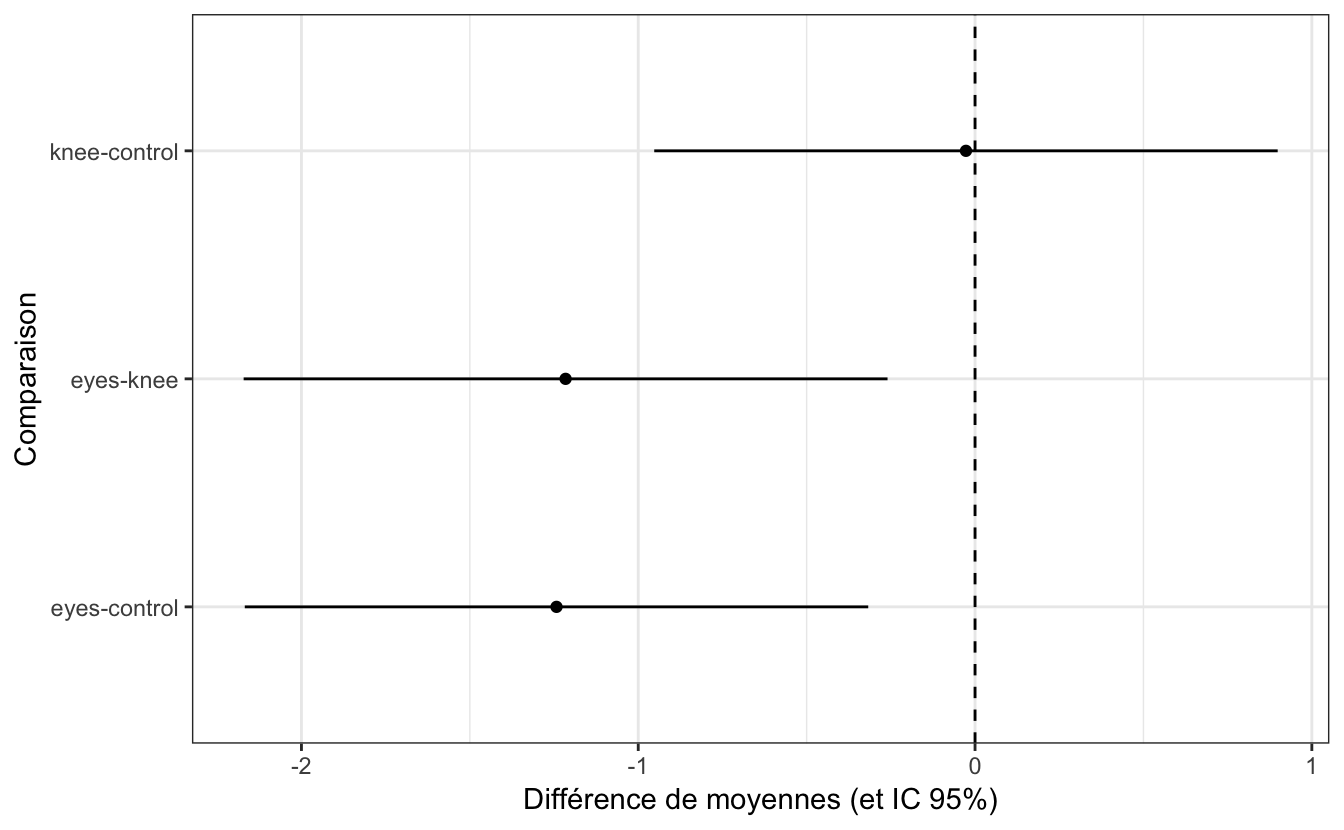 knee-control
eyes-knee
eyes-control
Comparaison
-2
-1
0
1
Différence de moyennes (et IC 95%)